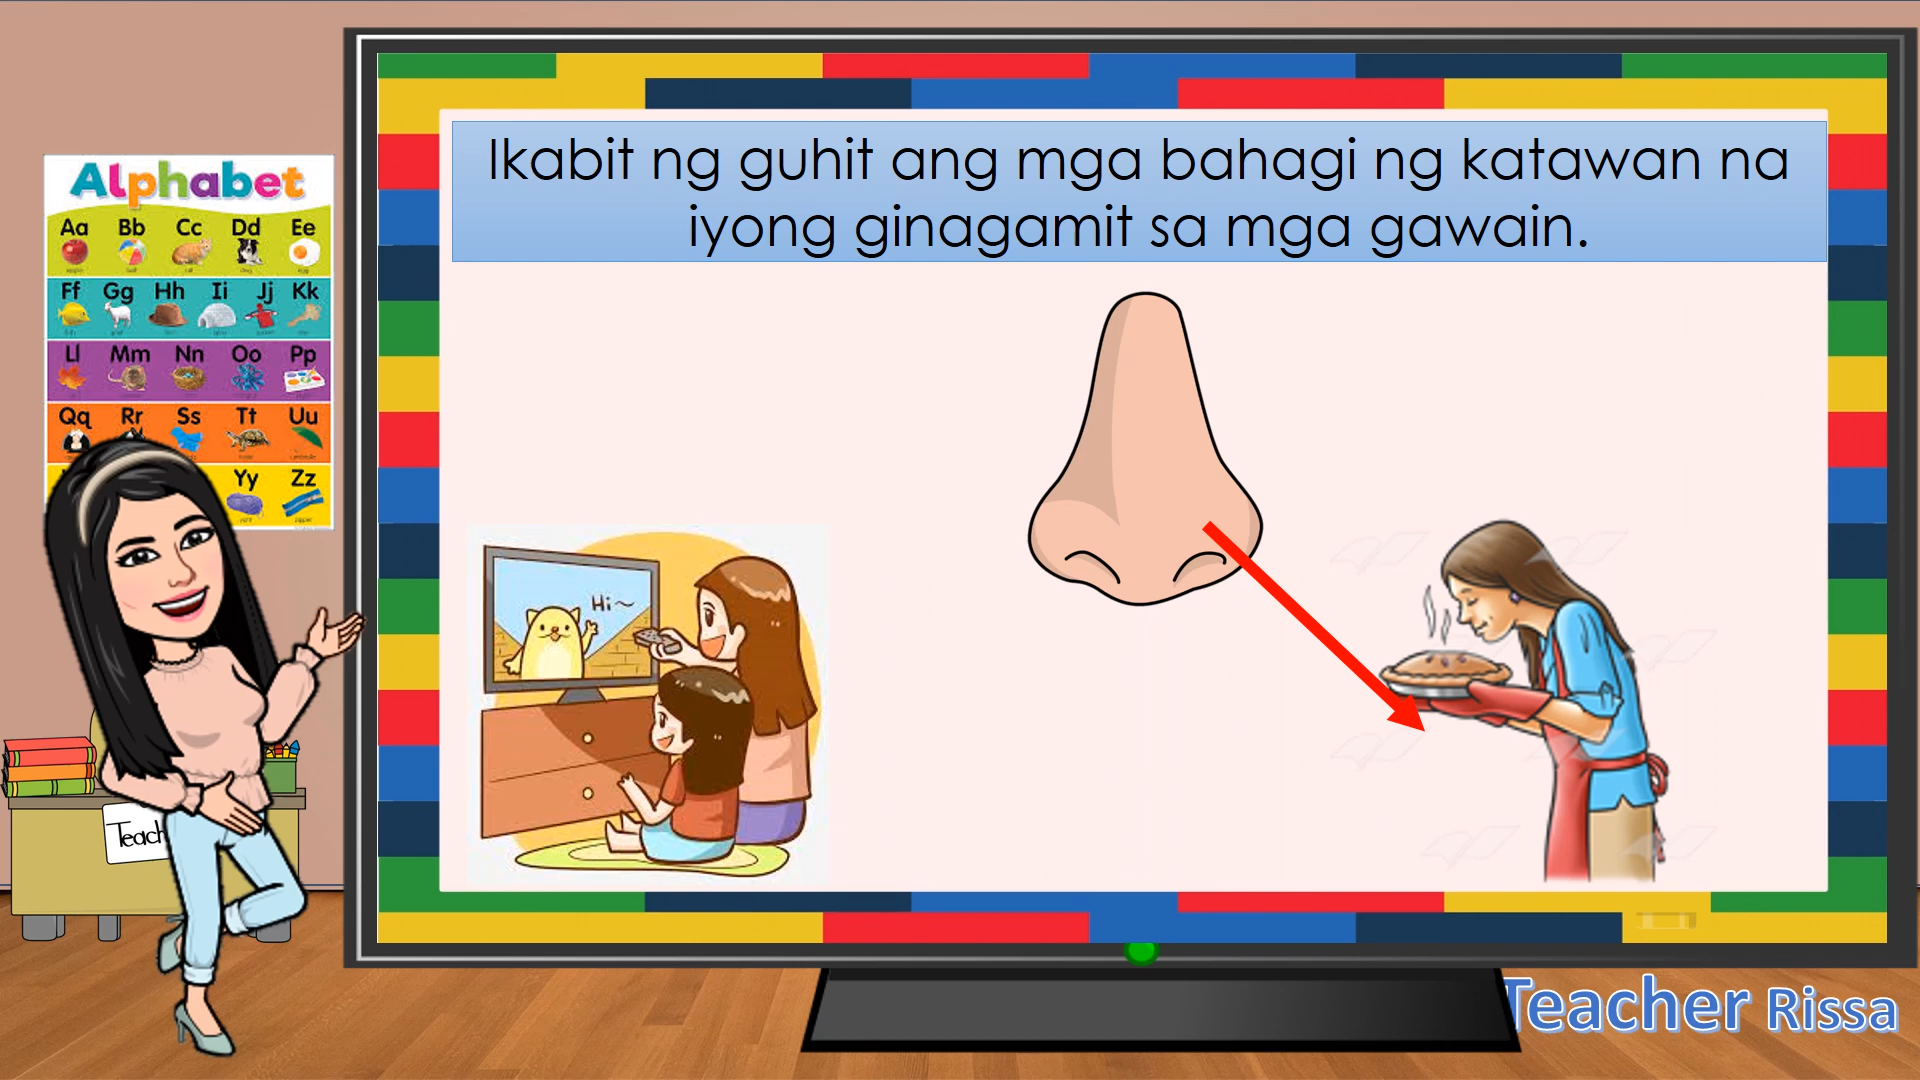 Ikabit ng guhit ang mga bahagi ng katawan na
iyong ginagamit sa mga gawain.
Alphabet
Aa Bb Cc Dd Ee
Ff Gg Hh Ii Jj Kk
Ll Mm Nn Oo Pp
Qq Rr Ss Tt Uu
Yy Zz
Hi~
Teach
Teacher Rissa